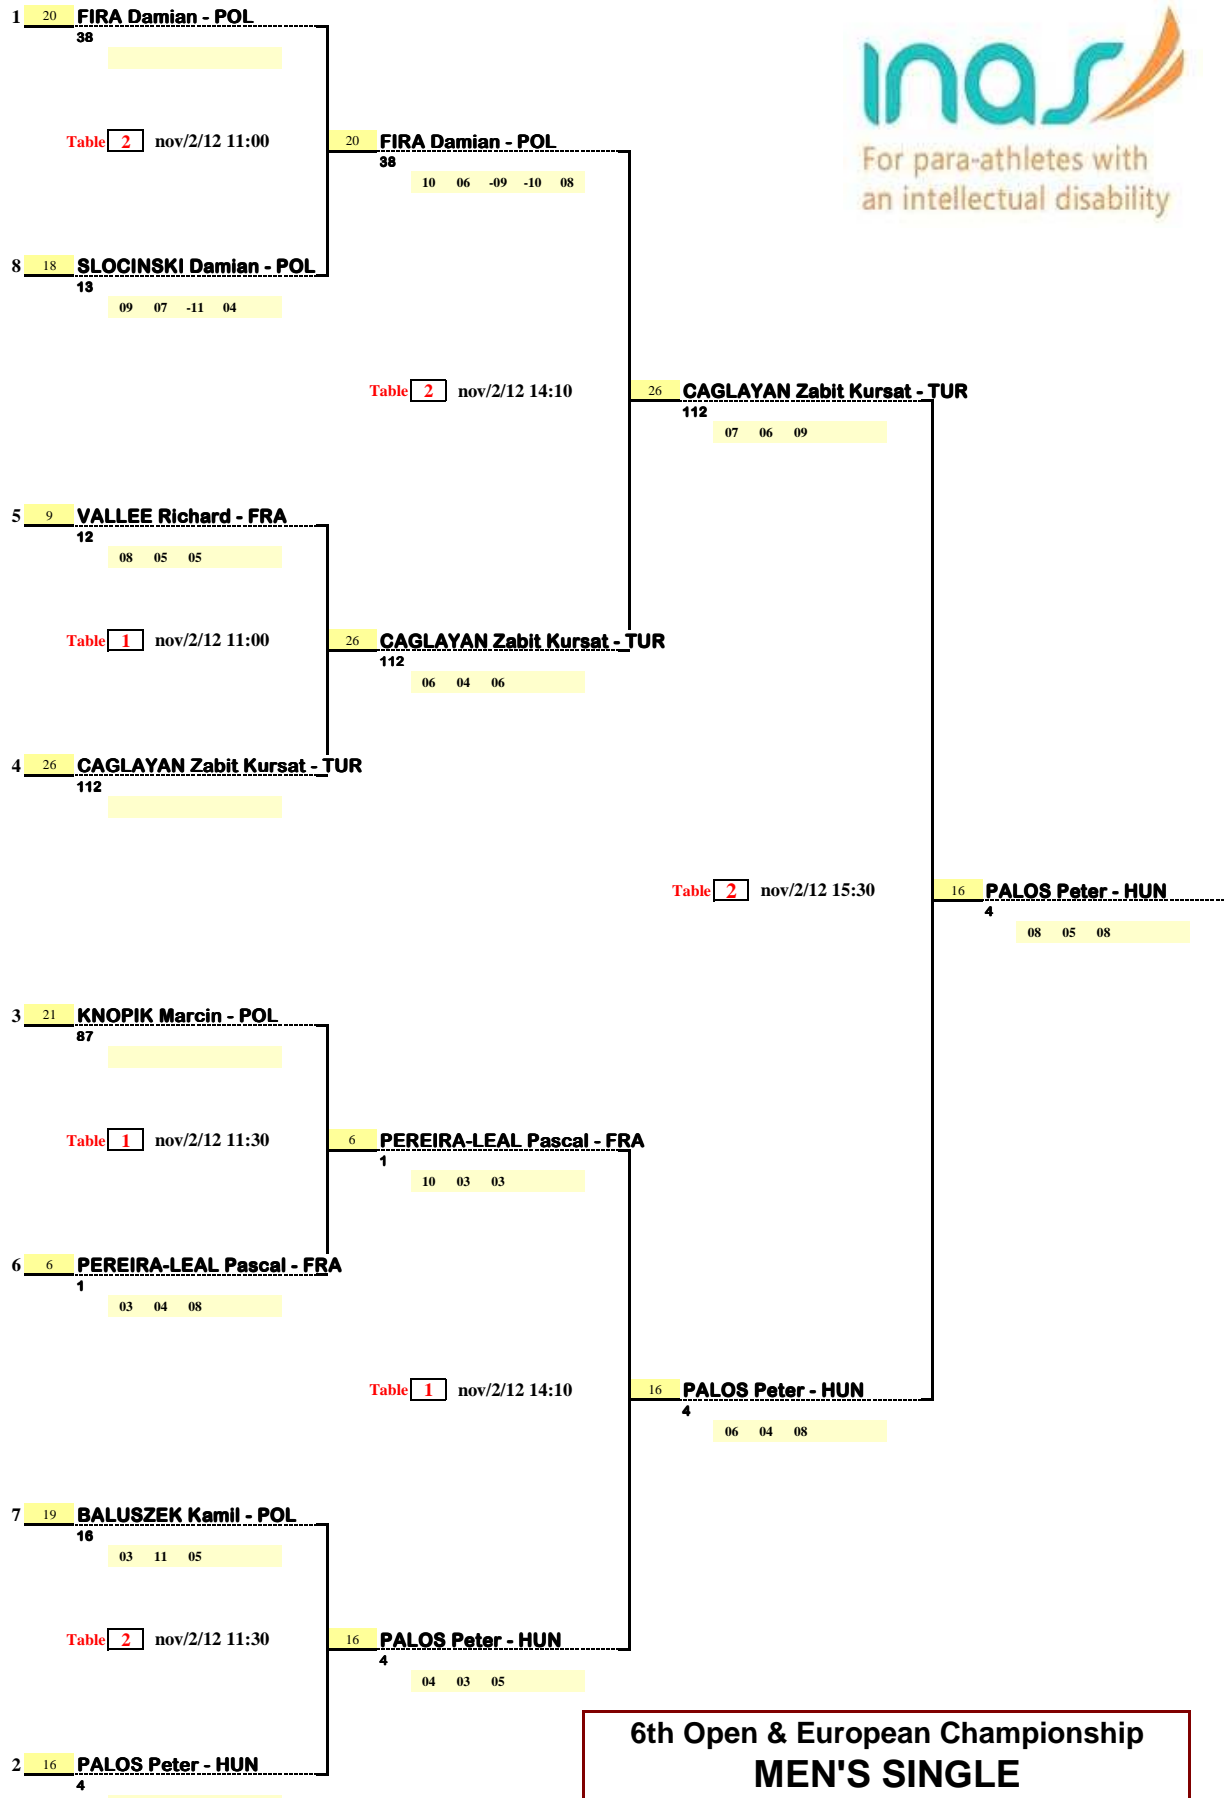 1 20 FIRA Damian - POL
38
inas
For para-athletes with
an intellectual disability
Table 2 nov/2/12 11:00
20 FIRA Damian - POL
38
10 06 -09 -10 08
8 18 SLOCINSKI Damian - POL
13
09 07 -11 04
Table 2 nov/2/12 14:10
26 CAGLAYAN Zabit Kursat - TUR
112
07 06 09
5 9 VALLEE Richard - FRA
12
08 05 05
Table 1 nov/2/12 11:00
26 CAGLAYAN Zabit Kursat - TUR
112
06 04 06
4 26 CAGLAYAN Zabit Kursat - TUR
112
Table 2 nov/2/12 15:30
16 PALOS Peter - HUN
4
08 05 08
3 21 KNOPIK Marcin - POL
87
Table 1 nov/2/12 11:30
6 PEREIRA-LEAL Pascal - FRA
1
10 03 03
6 6 PEREIRA-LEAL Pascal - FRA
1
03 04 08
Table 1 nov/2/12 14:10
16 PALOS Peter - HUN
4
06 04 08
7 19 BALUSZEK Kamil - POL
16
03 11 05
Table 2 nov/2/12 11:30
16 PALOS Peter - HUN
4
04 03 05
2 16 PALOS Peter - HUN
4
6th Open & European Championship
MEN'S SINGLE